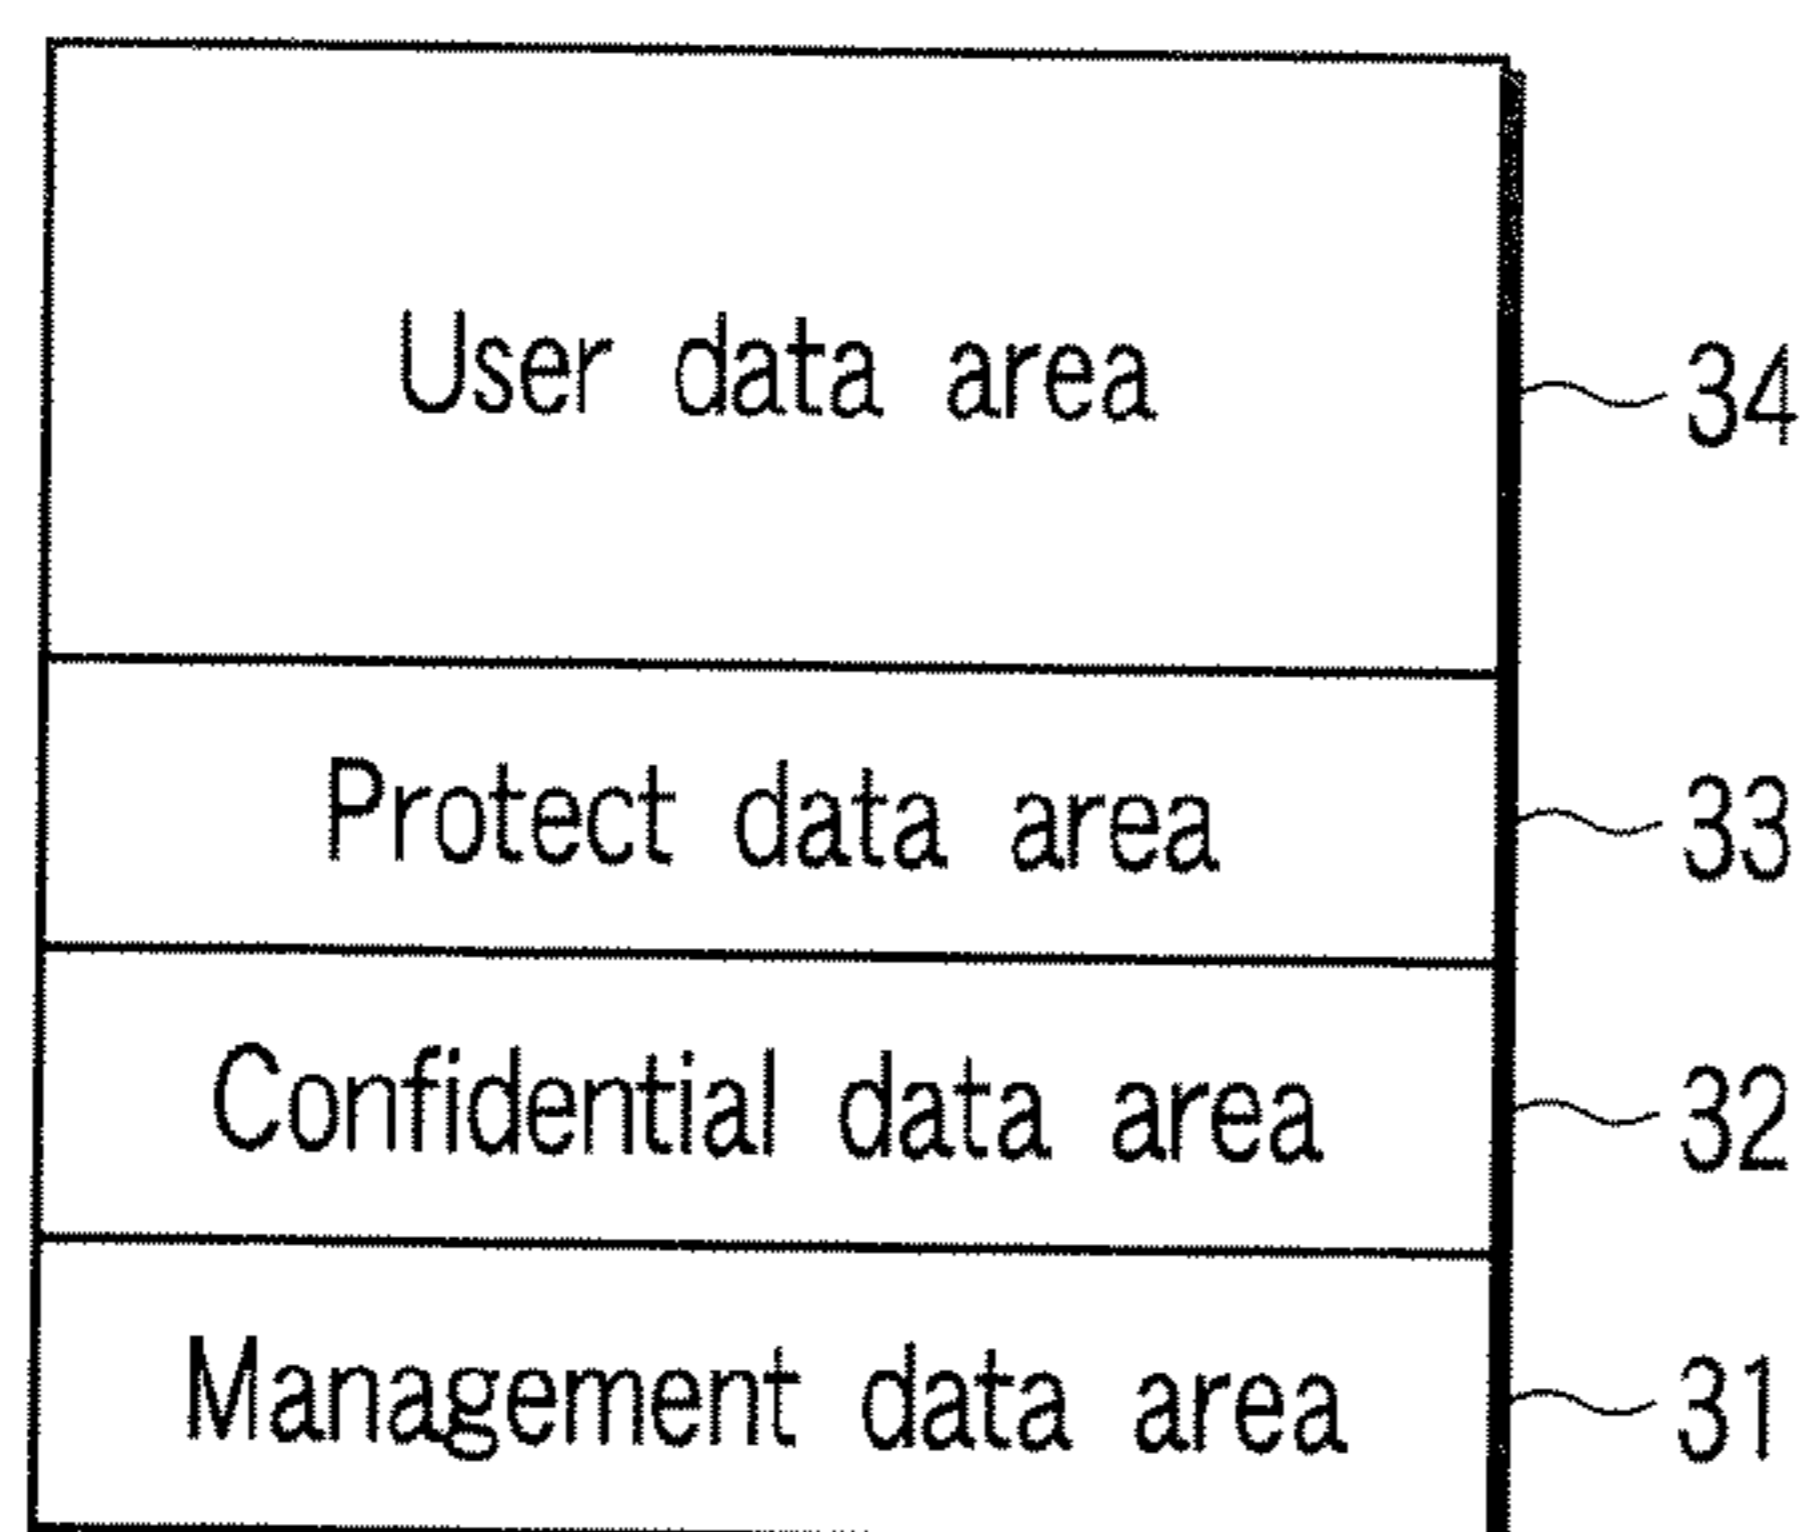 User data area 34
Protect data area 33
Confidential data area 32
Management data area 31